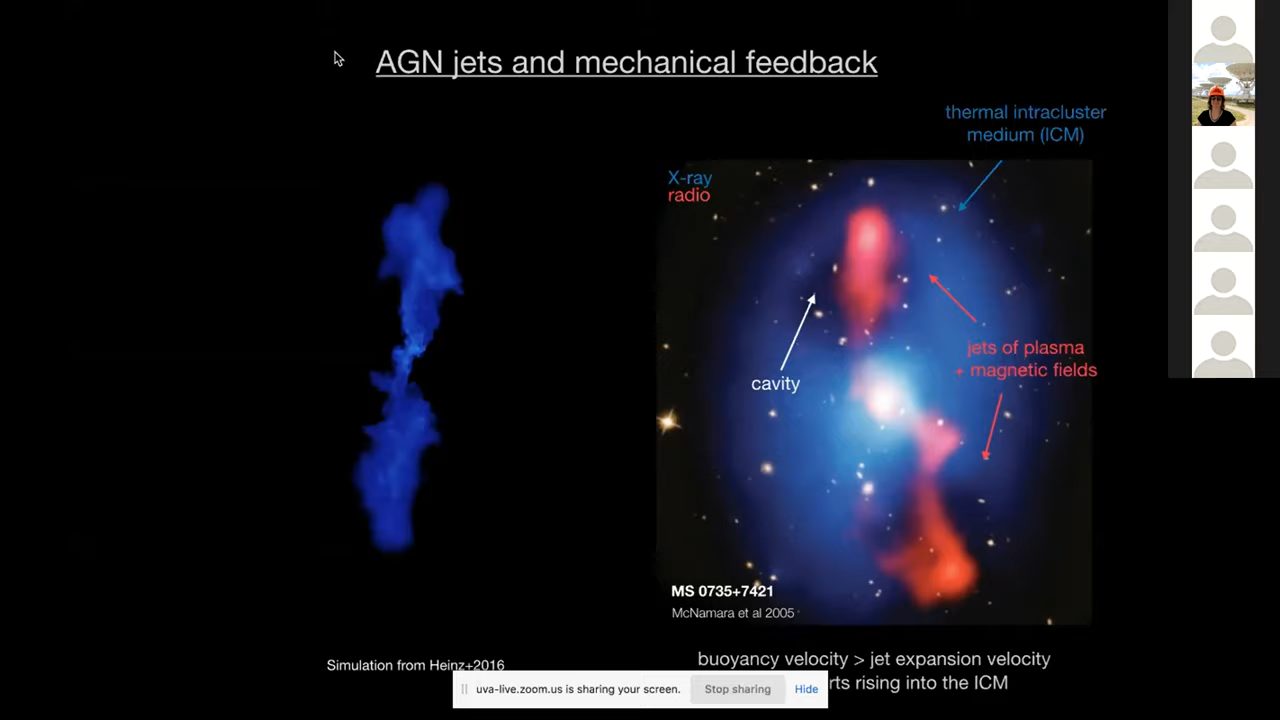 AGN jets and mechanical feedback
thermal intracluster
medium (ICM)
X-ray
radio
jets of plasma
+ magnetic fields
cavity
MS 0735+7421
McNamara et al 2005
Simulation from Heinz+2016
buoyancy velocity > jet expansion velocity
rts rising into the ICM
uva-live.zoom.us is sharing your screen.
Stop sharing
Hide